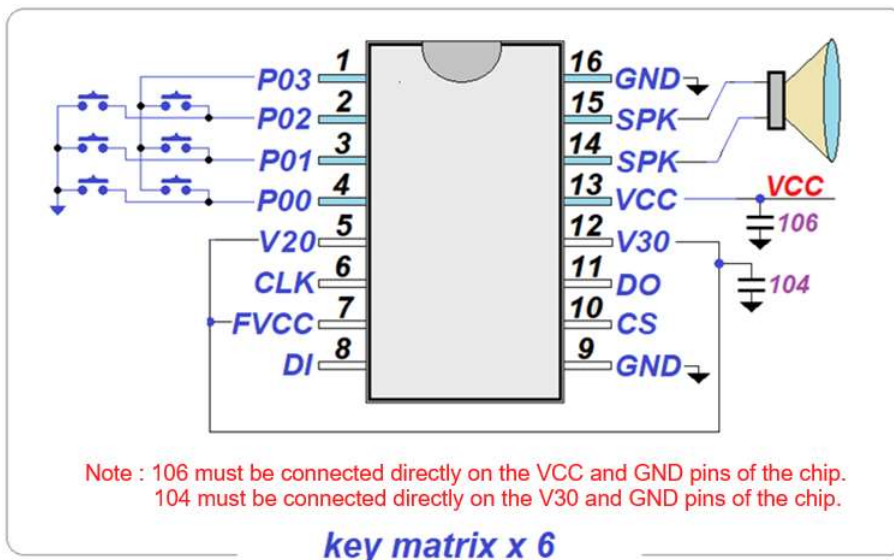 1 16
P03 GND
2 15
P02 SPK
3 14
P01 SPK
4 13
P00 VCC VCC
106
5 12
V20 V30
6 11
CLK DO 104
7 10
FVCC CS
8 9
DI GND
Note : 106 must be connected directly on the VCC and GND pins of the chip.
104 must be connected directly on the V30 and GND pins of the chip.
key matrix x 6